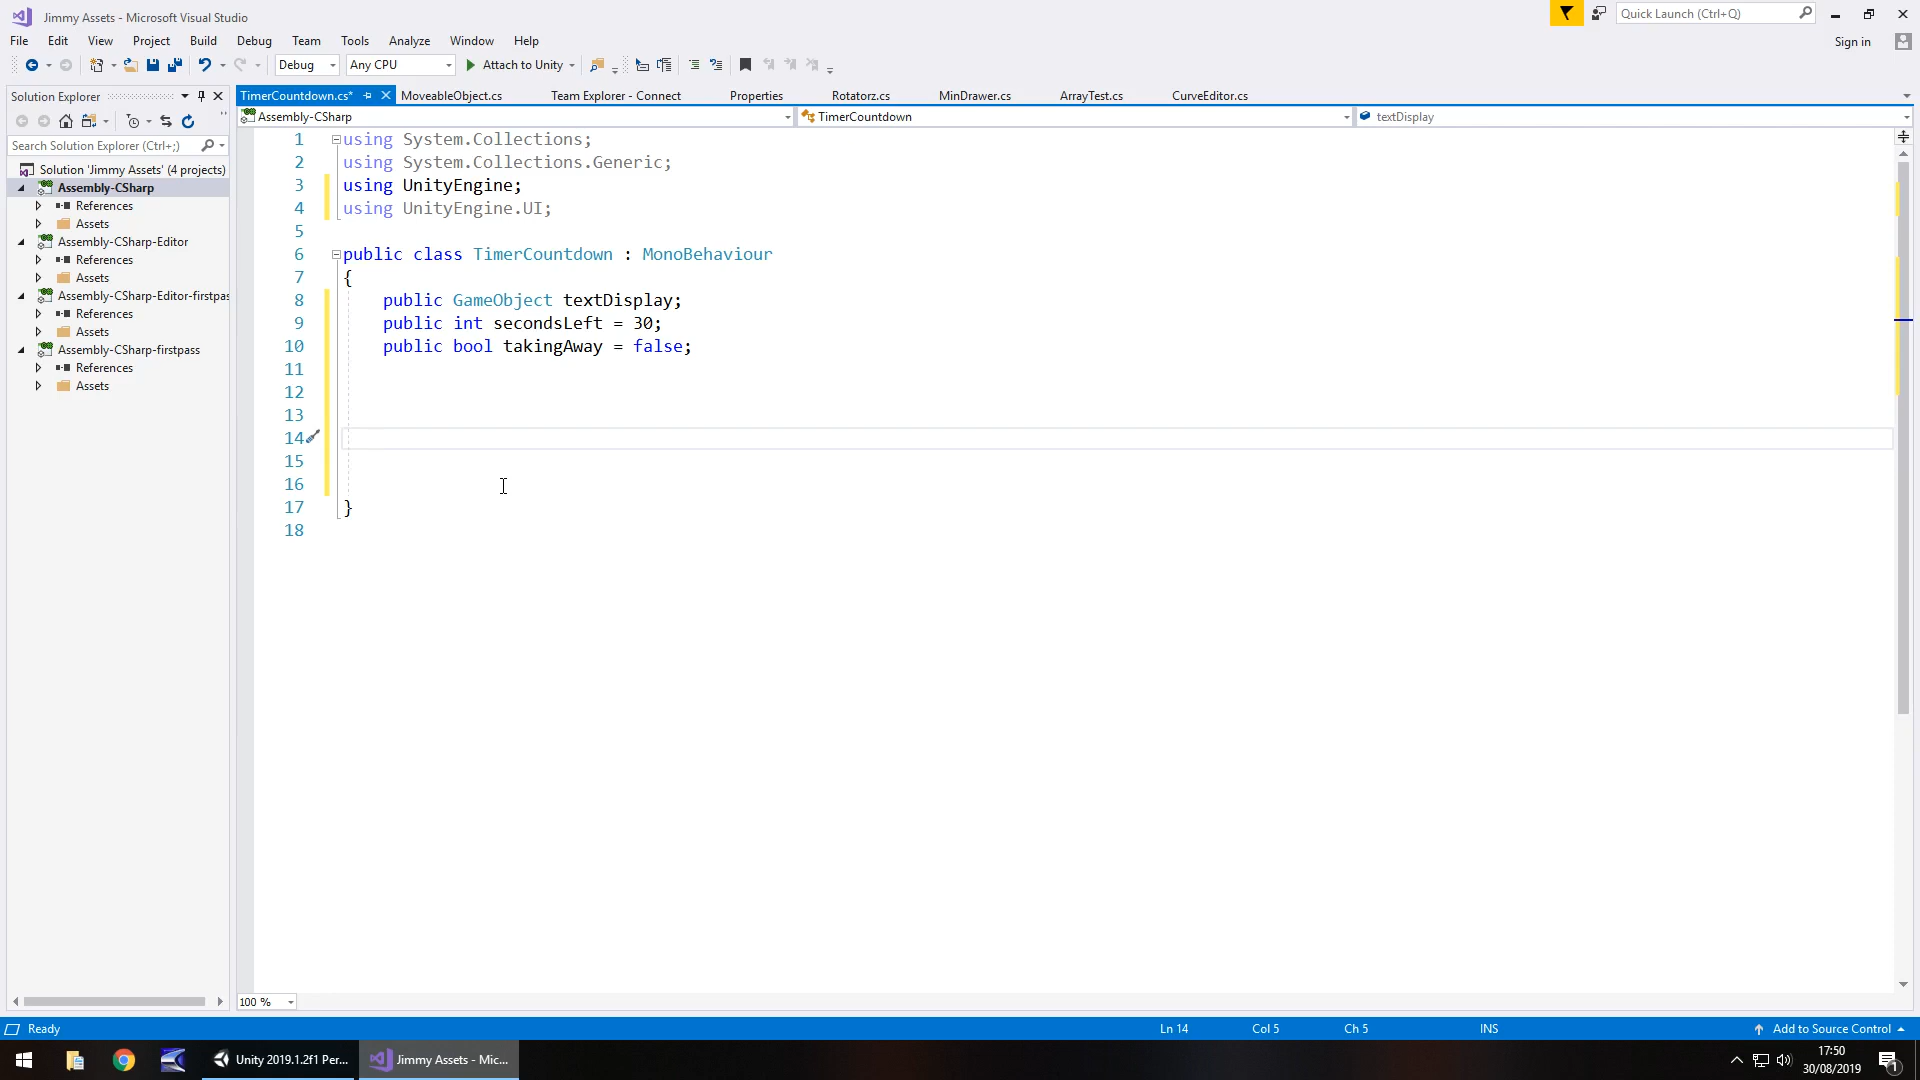 Jimmy Assets - Microsoft Visual Studio
Quick Launch (Ctrl+Q)
File Edit View Project Build Debug Team Tools Analyze Window Help
Sign in
Debug Any CPU Attach to Unity
Solution Explorer
TimerCountdown.cs* MoveableObject.cs Team Explorer - Connect Properties Rotatorz.cs MinDrawer.cs ArrayTest.cs CurveEditor.cs
Assembly-CSharp TimerCountdown textDisplay
Search Solution Explorer (Ctrl+;)
Solution 'Jimmy Assets' (4 projects)
Assembly-CSharp
References
Assets
Assembly-CSharp-Editor
References
Assets
Assembly-CSharp-Editor-firstpas
References
Assets
Assembly-CSharp-firstpass
References
Assets
1 using System.Collections;
2 using System.Collections.Generic;
3 using UnityEngine;
4 using UnityEngine.UI;
5
6 public class TimerCountdown : MonoBehaviour
7 {
8 public GameObject textDisplay;
9 public int secondsLeft = 30;
10 public bool takingAway = false;
11
12
13
14
15
16
17 }
18
100 %
Ready Ln 14 Col 5 Ch 5 INS Add to Source Control
Unity 2019.1.2f1 Per... Jimmy Assets - Mic...
17:50
30/08/2019
1